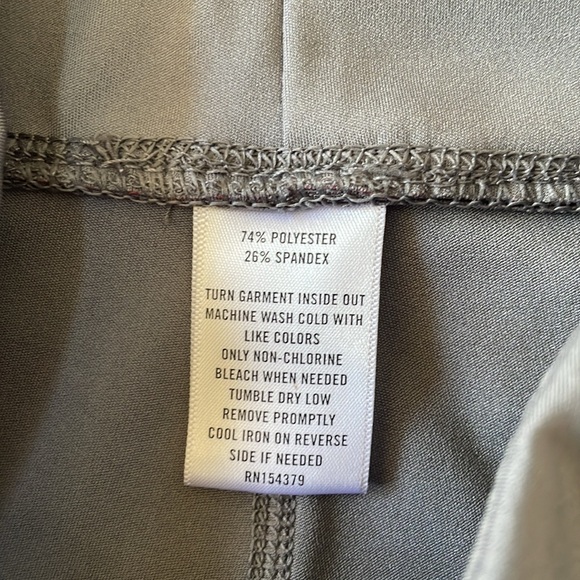 74% POLYESTER
26% SPANDEX
TURN GARMENT INSIDE OUT
MACHINE WASH COLD WITH
LIKE COLORS
ONLY NON-CHLORINE
BLEACH WHEN NEEDED
TUMBLE DRY LOW
REMOVE PROMPTLY
COOL IRON ON REVERSE
SIDE IF NEEDED
RN154379